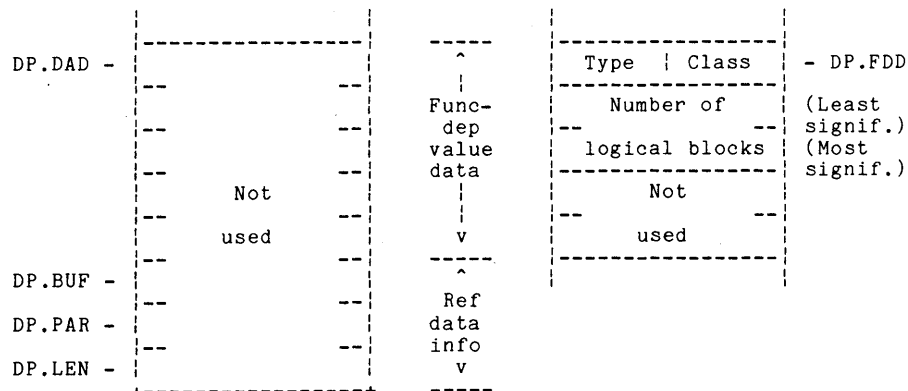 DP.DAD - Type | Class - DP.FDD
Func- Number of (Least
dep signif.)
value logical blocks (Most
data signif.)
Not Not
used v used
DP.BUF -
Ref
DP.PAR - data
info
DP.LEN - v